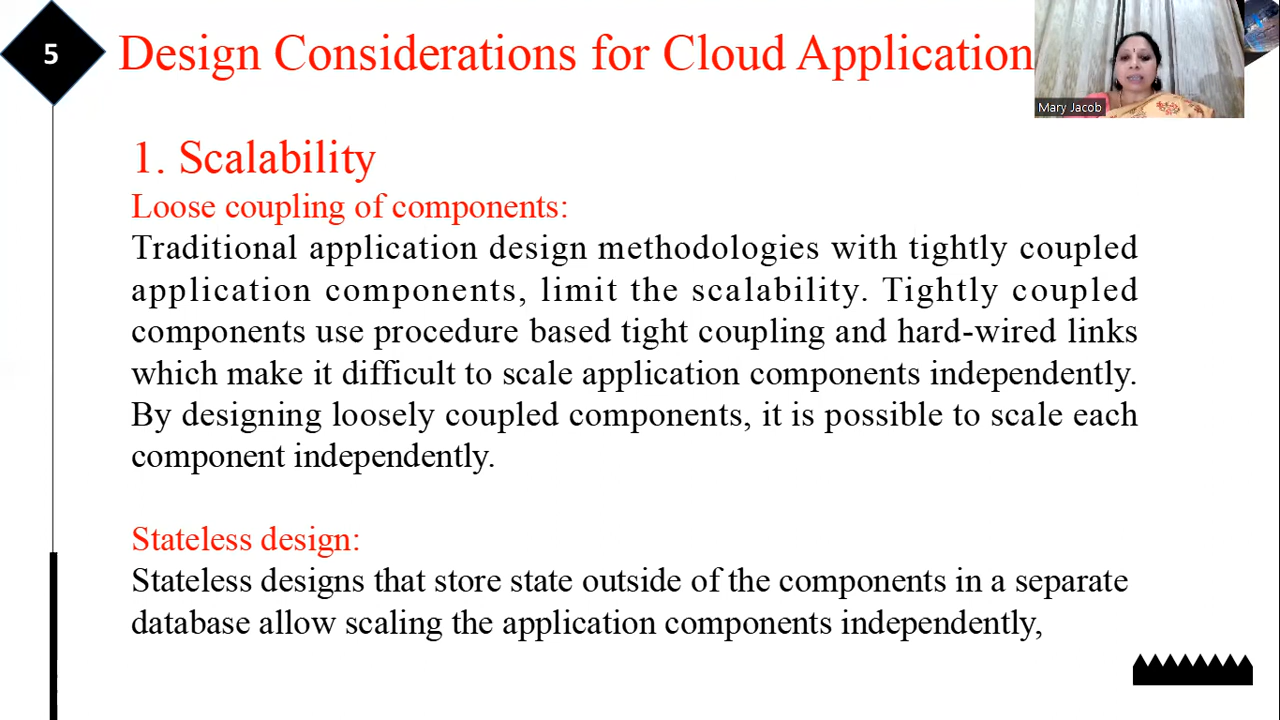 5
Design Considerations for Cloud Application
Mary Jacob
1. Scalability
Loose coupling of components:
Traditional application design methodologies with tightly coupled
application components, limit the scalability. Tightly coupled
components use procedure based tight coupling and hard-wired links
which make it difficult to scale application components independently.
By designing loosely coupled components, it is possible to scale each
component independently.
Stateless design:
Stateless designs that store state outside of the components in a separate
database allow scaling the application components independently,